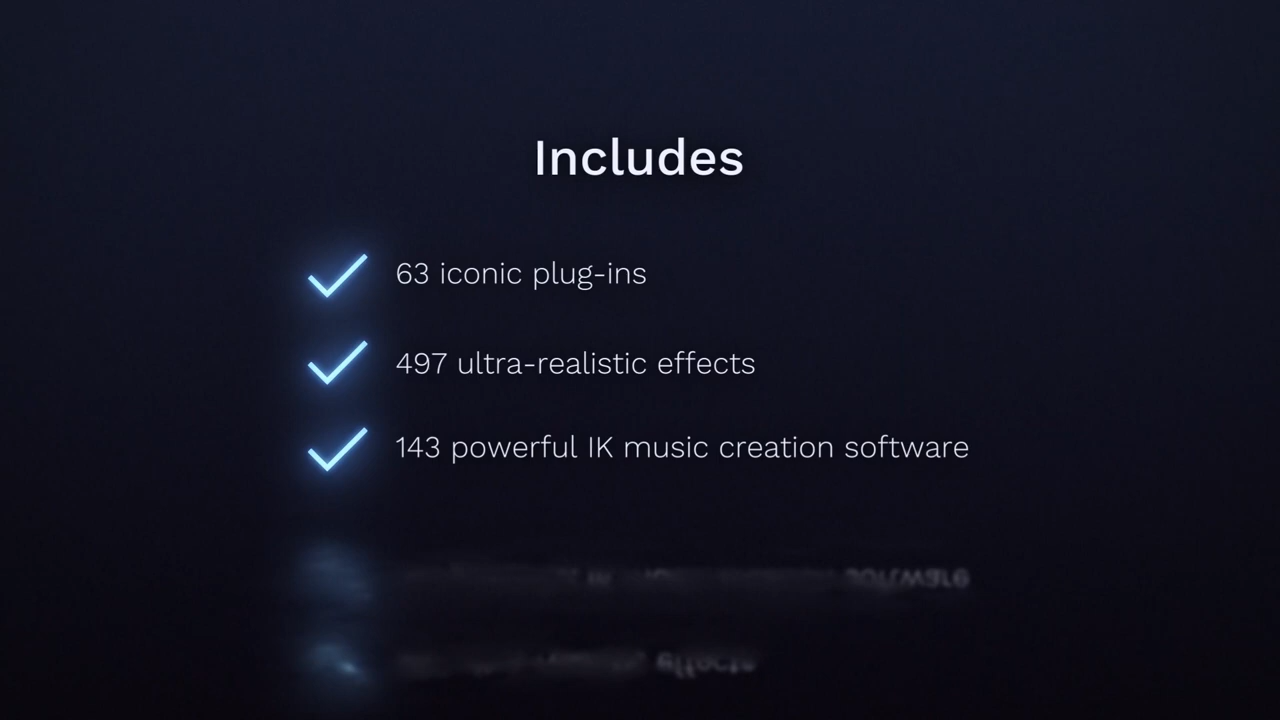 Includes
63 iconic plug-ins
497 ultra-realistic effects
143 powerful IK music creation software